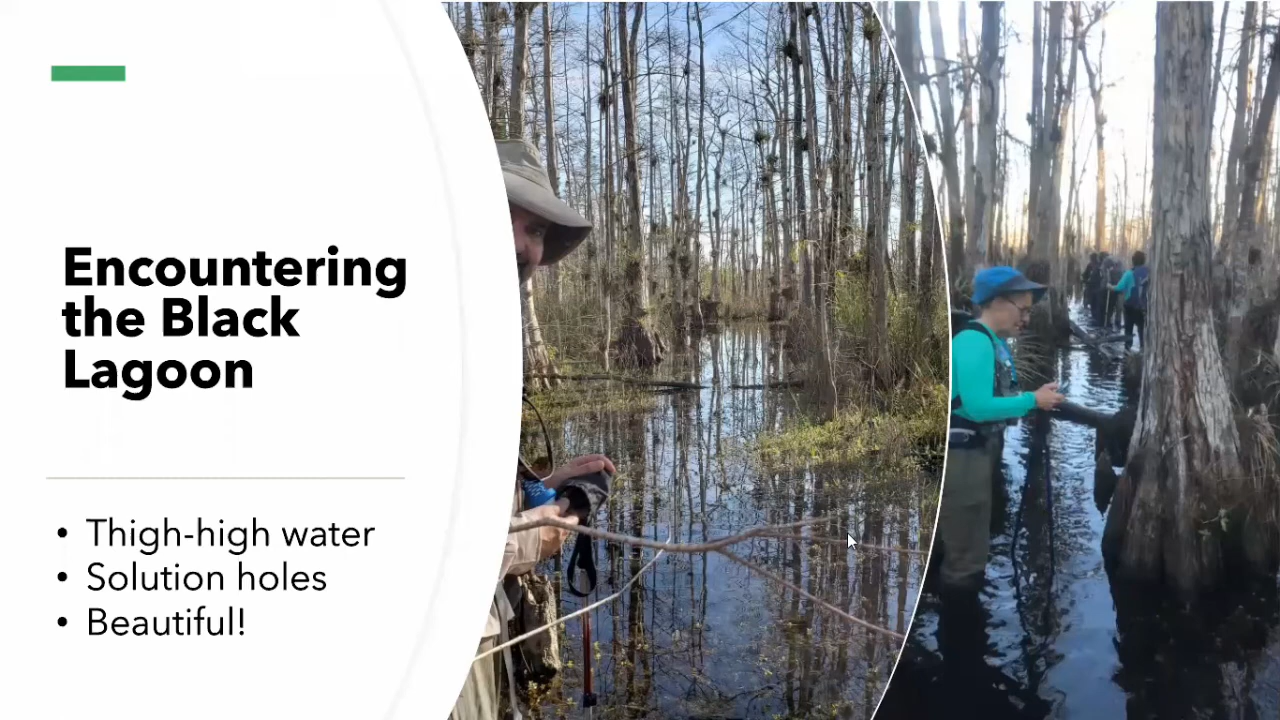 Encountering
the Black
Lagoon
• Thigh-high water
• Solution holes
• Beautiful!